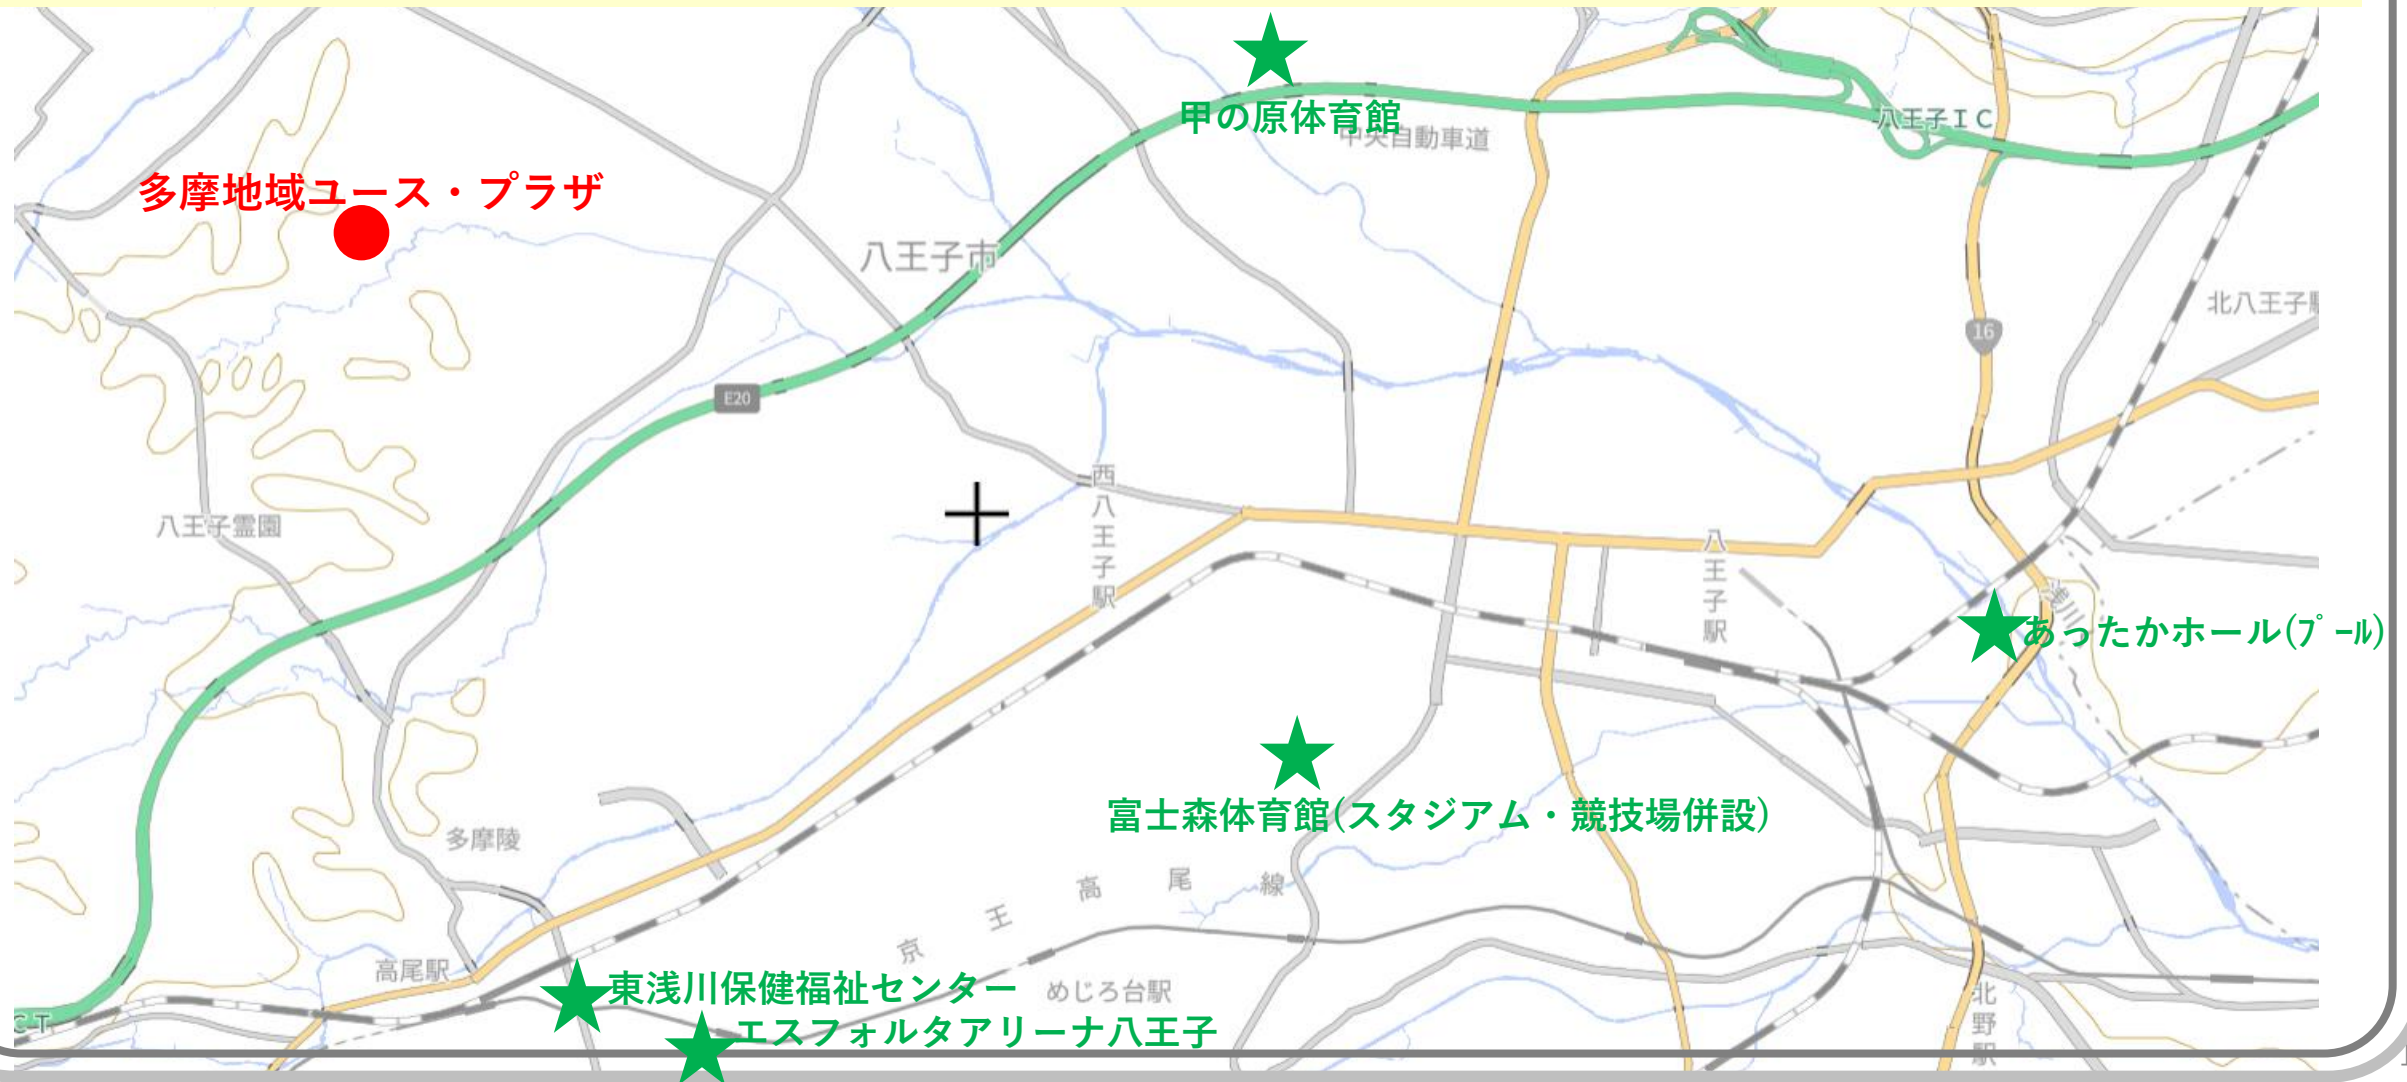 甲の原体育館
中央自動車道
八王子IC
多摩地域ユース・プラザ
八王子市
北八王子駅
16
E20
西八王子駅
八王子霊園
八王子駅
浅川
あったかホール(プール)
富士森体育館(スタジアム・競技場併設)
多摩陵
京王高尾線
高尾駅
東浅川保健福祉センター
めじろ台駅
エスフォルタアリーナ八王子
北野駅
CT